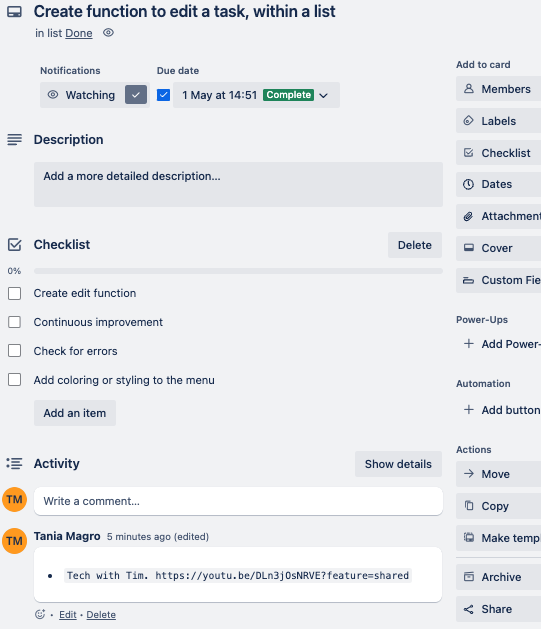 Create function to edit a task, within a list
in list Done
Notifications
Due date
Watching
1 May at 14:51 Complete
Description
Add a more detailed description...
Checklist
Delete
0%
Create edit function
Continuous improvement
Check for errors
Add coloring or styling to the menu
Add an item
Activity
Show details
TM
Write a comment...
TM
Tania Magro 5 minutes ago (edited)
• Tech with Tim. https://youtu.be/DLn3jOsNRVE?feature=shared
• Edit • Delete
Add to card
Members
Labels
Checklist
Dates
Attachment
Cover
Custom Fie
Power-Ups
+ Add Power-
Automation
+ Add button
Actions
Move
Copy
Make templ
Archive
Share